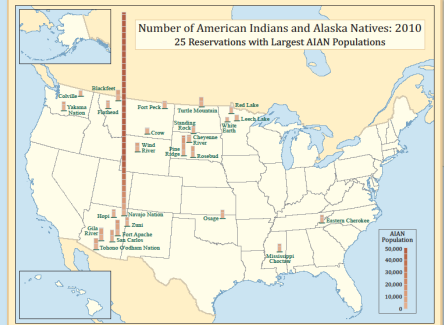 Number of American Indians and Alaska Natives: 2010
25 Reservations with Largest AIAN Populations
Blackfeet
Colville
Yakama
Nation
Flathead
Fort Peck
Turtle Mountain
Red Lake
Leech Lake
White
Earth
Crow
Standing
Rock
Cheyenne
River
Wind
River
Pine
Ridge
Rosebud
Hopi
Navajo Nation
Zuni
Gila
River
Fort Apache
San Carlos
Tohono O'odham Nation
Osage
Eastern Cherokee
Mississippi
Choctaw
AIAN
Population
50,000
40,000
30,000
20,000
10,000
0